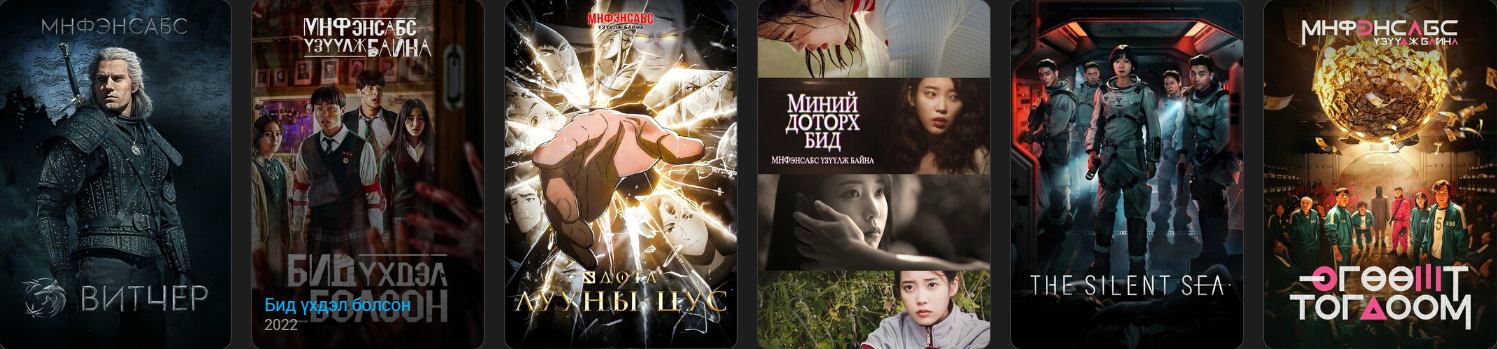 МНФЭНСАБС
ВИТЧЕР
МНФЭНСАБС
ҮЗҮҮЛЖ БАЙНА
БИД ҮХДЭЛ
БОЛСОН
Бид үхдэл болсон
2022
МНФЭНСАБС
ҮЗҮҮЛЖ БАЙНА
ДОТА
ЛУУНЫ ЦУС
МИНИЙ
ДОТОРХ
БИД
МНФЭНСАБС ҮЗҮҮЛЖ БАЙНА
THE SILENT SEA
МНФЭНСАБС
ҮЗҮҮЛЖ БАЙНА
ӨГӨӨШТ
ТОГЛООМ